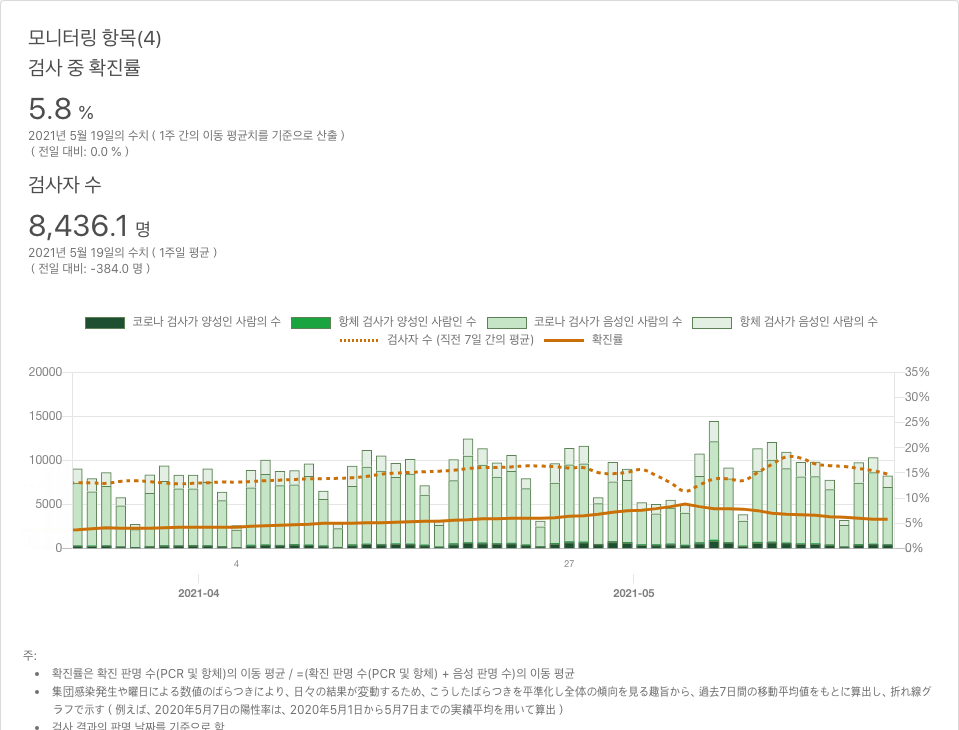 모니터링 항목(4)
검사 중 확진률
5.8 %
2021년 5월 19일의 수치 ( 1주 간의 이동 평균치를 기준으로 산출 )
( 전일 대비: 0.0 % )
검사자 수
8,436.1 명
2021년 5월 19일의 수치 ( 1주일 평균 )
( 전일 대비: -384.0 명 )
코로나 검사가 양성인 사람의 수 항체 검사가 양성인 사람인 수 코로나 검사가 음성인 사람의 수 항체 검사가 음성인 사람의 수
검사자 수 (직전 7일 간의 평균) 확진률
20000 35%
30%
15000 25%
20%
10000 15%
10%
5000 5%
0 0%
4 27
2021-04 2021-05
주:
• 확진률은 확진 판명 수(PCR 및 항체)의 이동 평균 / =(확진 판명 수(PCR 및 항체) + 음성 판명 수)의 이동 평균
• 集団感染発生や曜日による数値のばらつきにより、日々の結果が変動するため、こうしたばらつきを平準化し全体の傾向を見る趣旨から、過去7日間の移動平均値をもとに算出し、折れ線グ
ラフで示す ( 例えば、2020年5月7日の陽性率は、2020年5月1日から5月7日までの実績平均を用いて算出 )
• 검사 결과의 판명 날짜를 기준으로 함